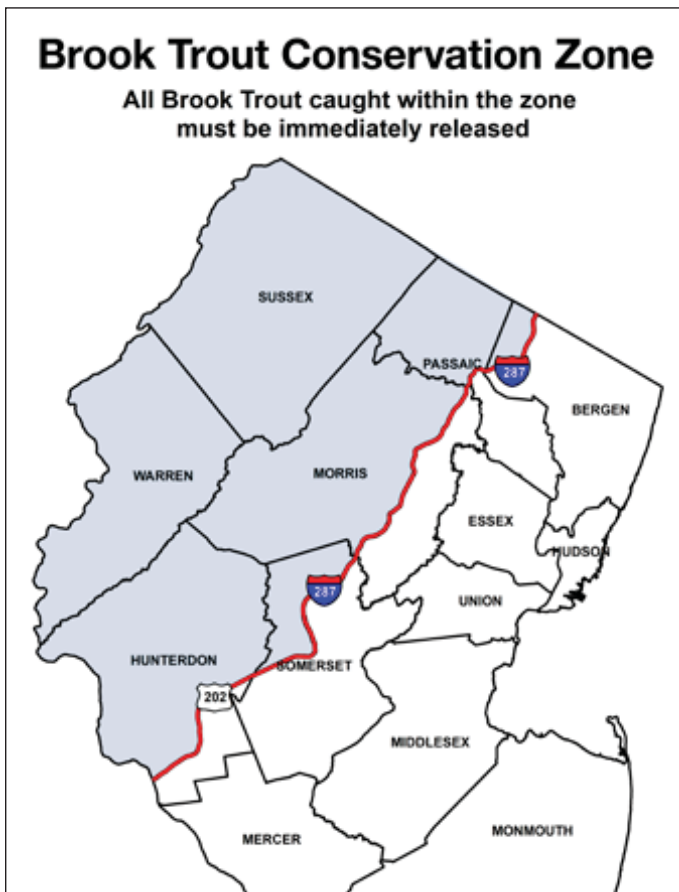 Brook Trout Conservation Zone
All Brook Trout caught within the zone
must be immediately released
SUSSEX
PASSAIC
287
BERGEN
WARREN
MORRIS
ESSEX
HUDSON
287
UNION
HUNTERDON
SOMERSET
202
MIDDLESEX
MERCER
MONMOUTH